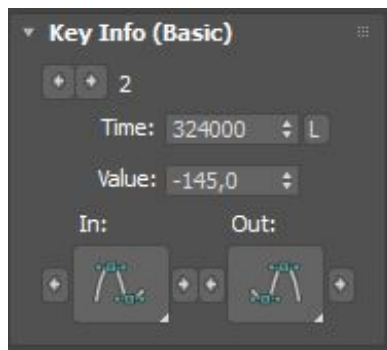 Key Info (Basic)
2
Time: 324000 L
Value: -145,0
In: Out: